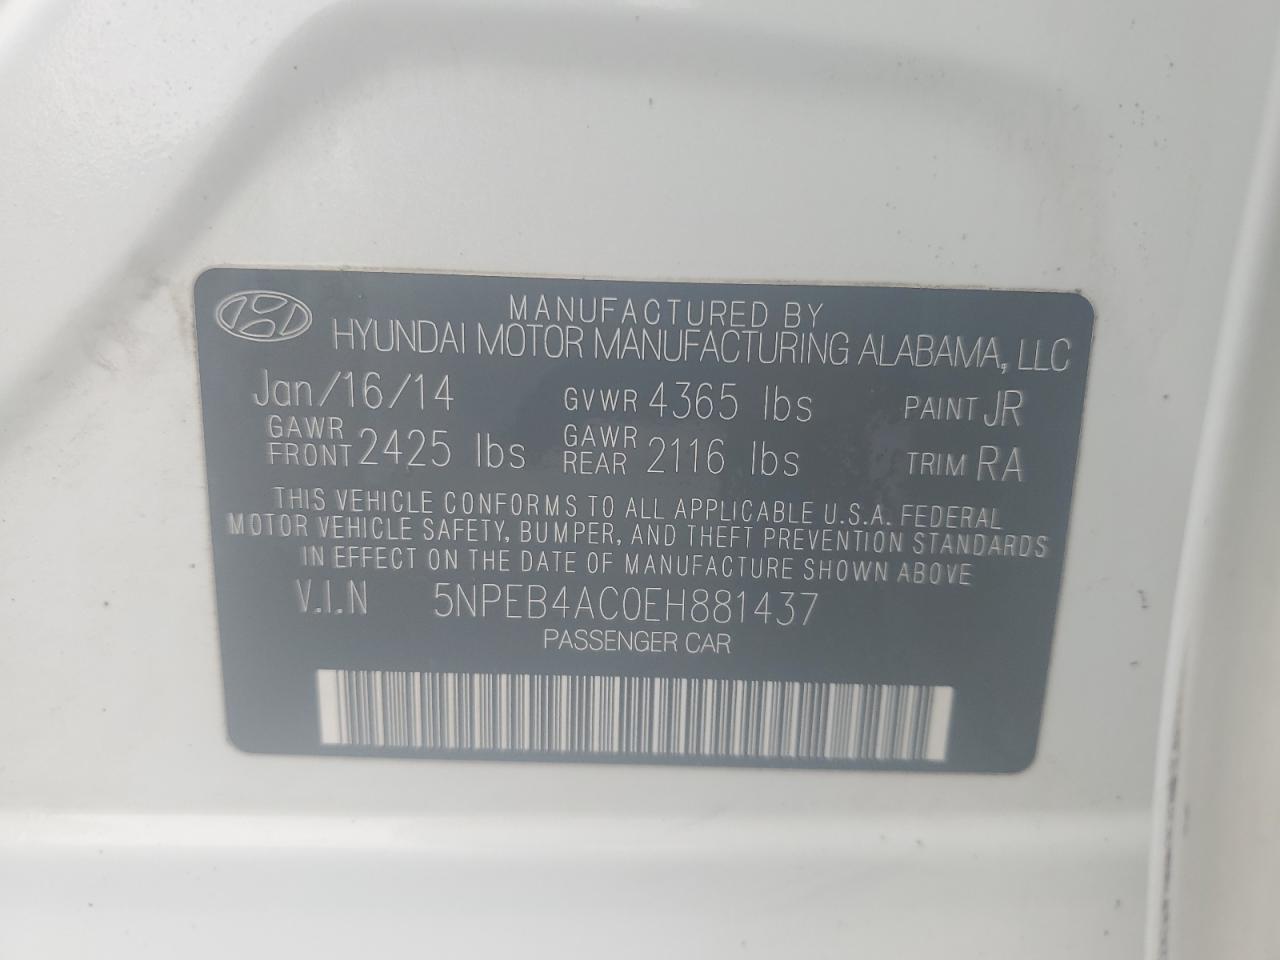 MANUFACTURED BY
HYUNDAI MOTOR MANUFACTURING ALABAMA, LLC
Jan/16/14 GVWR 4365 lbs PAINT JR
GAWR FRONT 2425 lbs GAWR REAR 2116 lbs TRIM RA
THIS VEHICLE CONFORMS TO ALL APPLICABLE U.S.A. FEDERAL
MOTOR VEHICLE SAFETY, BUMPER, AND THEFT PREVENTION STANDARDS
IN EFFECT ON THE DATE OF MANUFACTURE SHOWN ABOVE
V.I.N 5NPEB4AC0EH881437
PASSENGER CAR